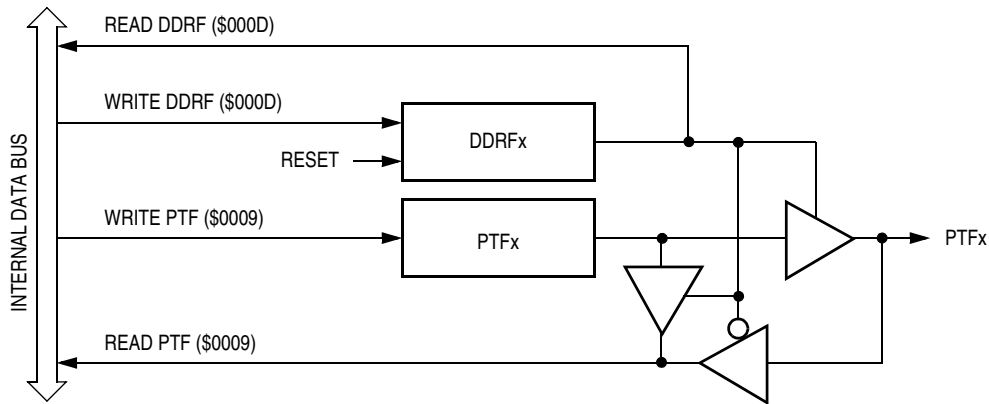 READ DDRF ($000D)
WRITE DDRF ($000D)
DDRFx
RESET
WRITE PTF ($0009)
PTFx
PTFx
READ PTF ($0009)
INTERNAL DATA BUS